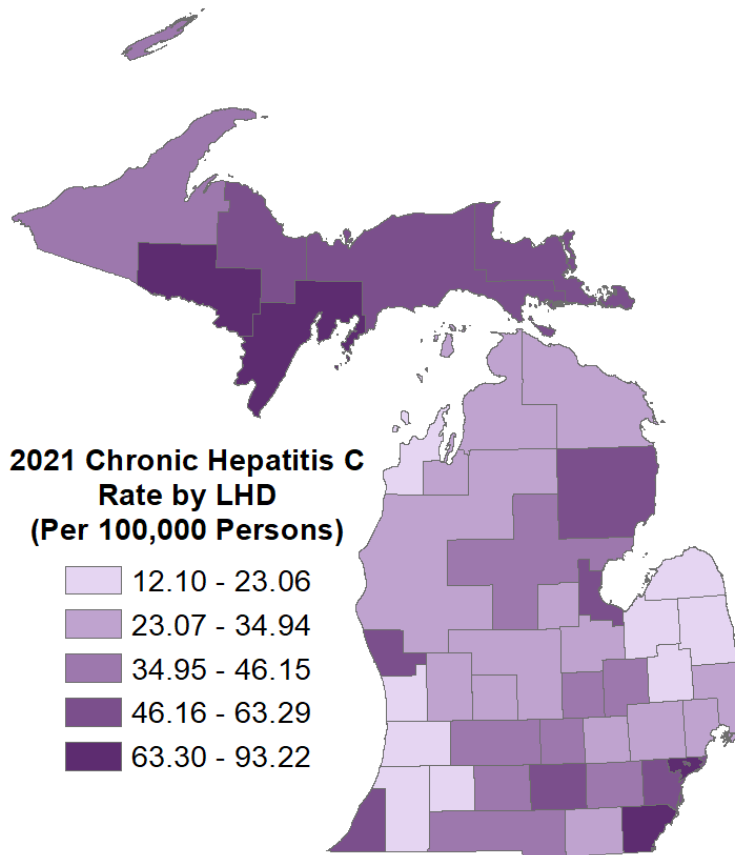 2021 Chronic Hepatitis C
Rate by LHD
(Per 100,000 Persons)
12.10 - 23.06
23.07 - 34.94
34.95 - 46.15
46.16 - 63.29
63.30 - 93.22